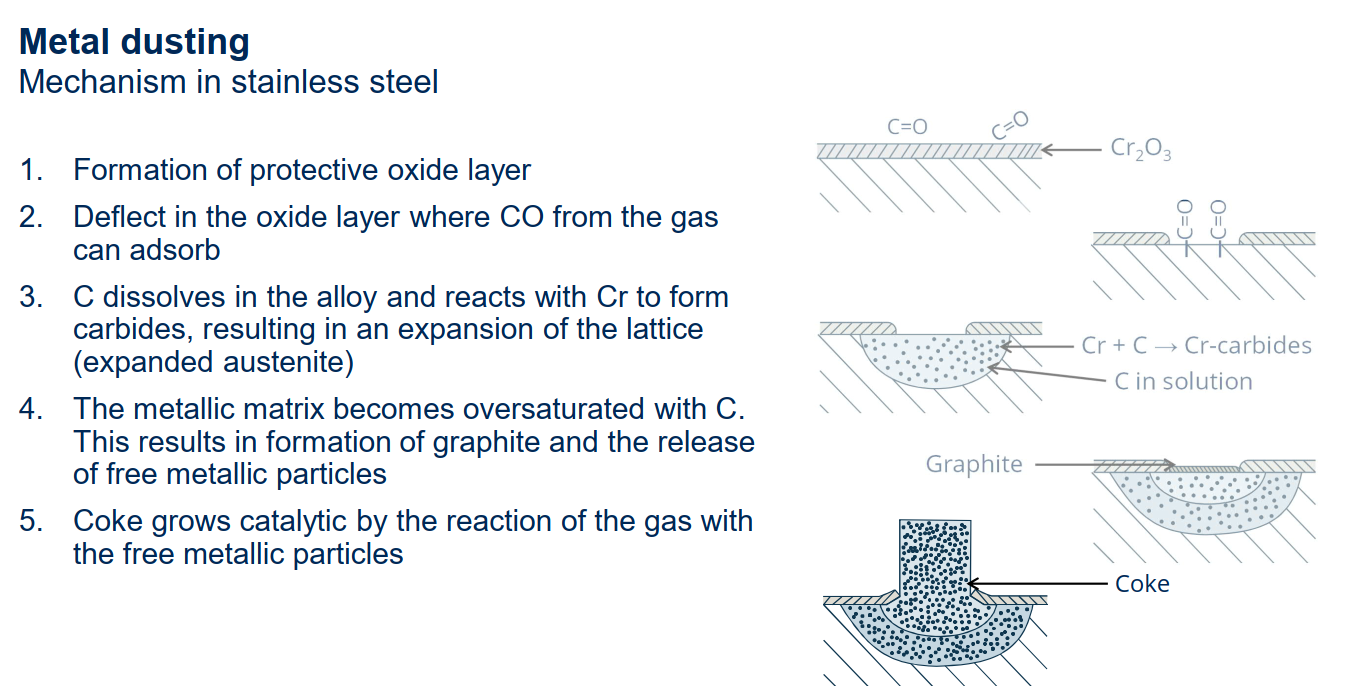 Metal dusting
Mechanism in stainless steel
1. Formation of protective oxide layer
2. Deflect in the oxide layer where CO from the gas
can adsorb
3. C dissolves in the alloy and reacts with Cr to form
carbides, resulting in an expansion of the lattice
(expanded austenite)
4. The metallic matrix becomes oversaturated with C.
This results in formation of graphite and the release
of free metallic particles
5. Coke grows catalytic by the reaction of the gas with
the free metallic particles
C=O
C=O
Cr₂O₃
C=O
C=O
Cr + C → Cr-carbides
C in solution
Graphite
Coke